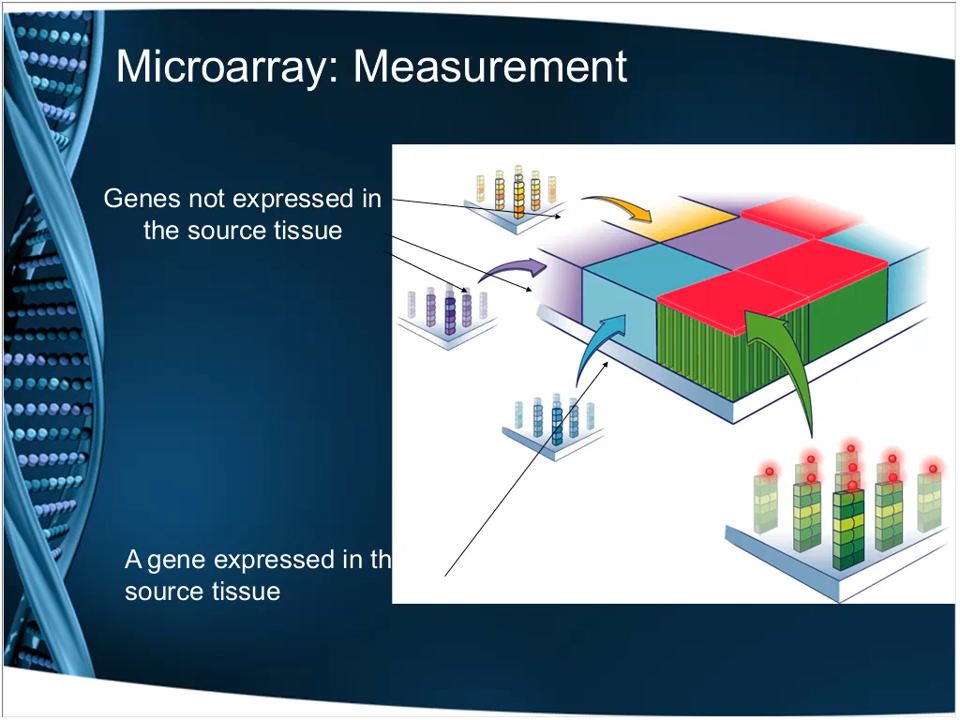 Microarray: Measurement
Genes not expressed in
the source tissue
A gene expressed in th
source tissue